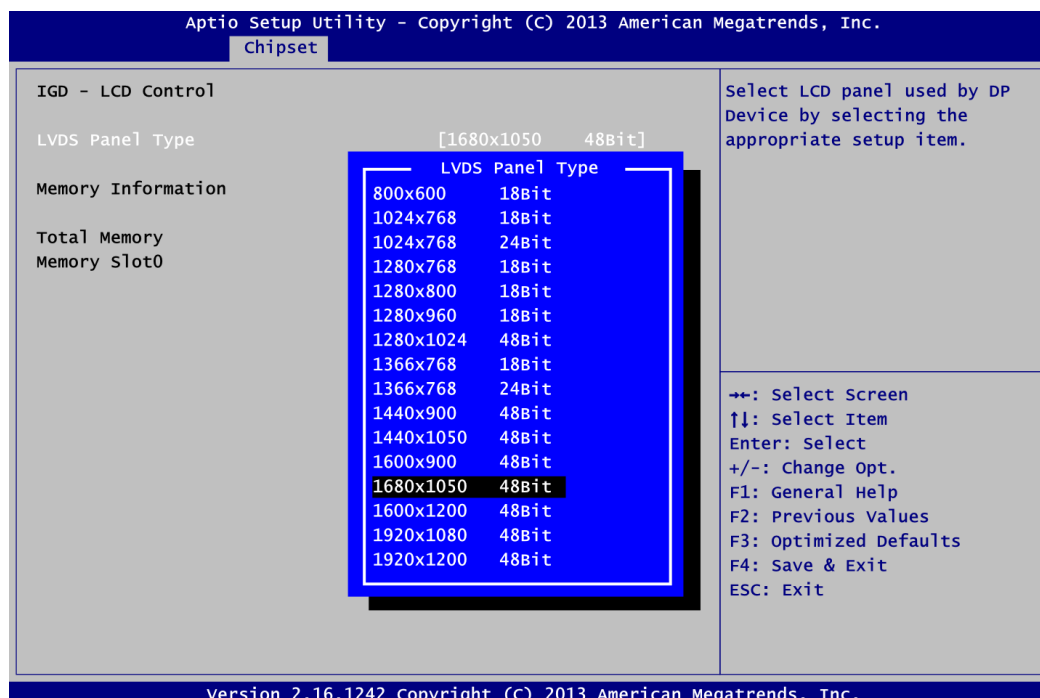 Aptio Setup Utility - Copyright (C) 2013 American Megatrends, Inc.
Chipset
IGD - LCD Control
LVDS Panel Type [1680x1050 48Bit]
Memory Information
Total Memory
Memory Slot0
LVDS Panel Type
800x600 18Bit
1024x768 18Bit
1024x768 24Bit
1280x768 18Bit
1280x800 18Bit
1280x960 18Bit
1280x1024 48Bit
1366x768 18Bit
1366x768 24Bit
1440x900 48Bit
1440x1050 48Bit
1600x900 48Bit
1680x1050 48Bit
1600x1200 48Bit
1920x1080 48Bit
1920x1200 48Bit
Select LCD panel used by DP
Device by selecting the
appropriate setup item.
→←: Select Screen
↑↓: Select Item
Enter: Select
+/-: Change Opt.
F1: General Help
F2: Previous Values
F3: Optimized Defaults
F4: Save & Exit
ESC: Exit
Version 2.16.1242 Copyright (C) 2013 American Megatrends, Inc.